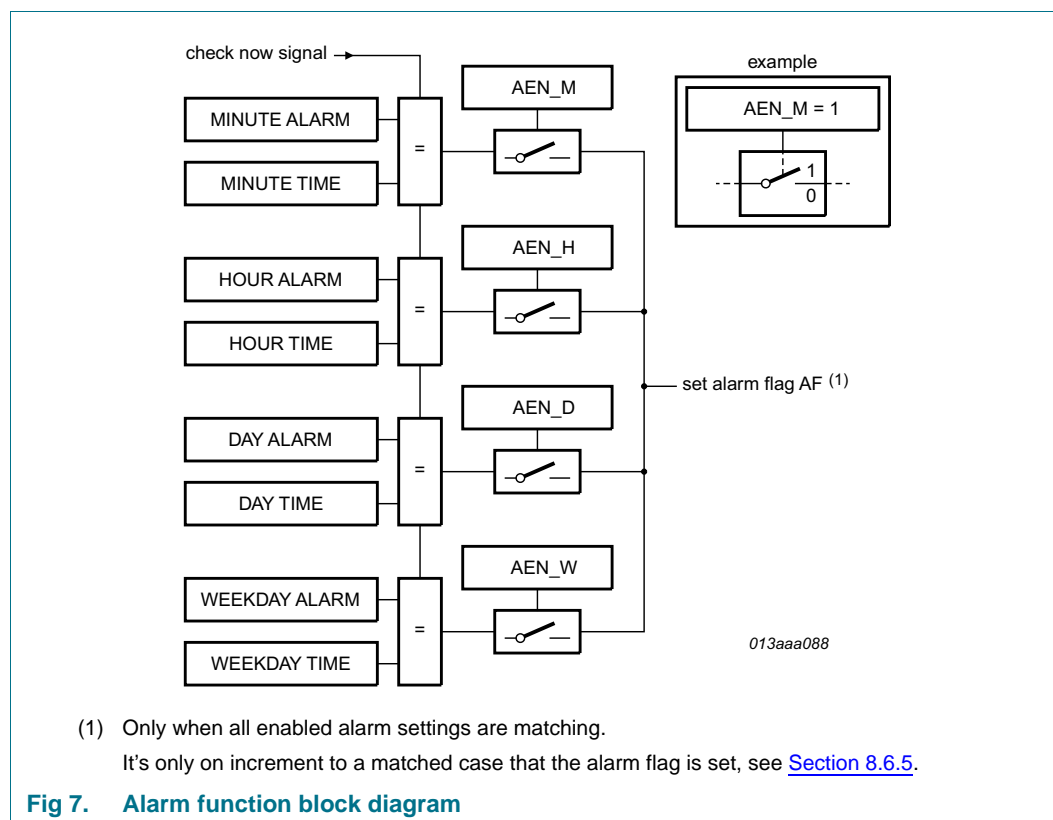 check now signal
example
AEN_M
AEN_M = 1
MINUTE ALARM
=
MINUTE TIME
1
0
AEN_H
HOUR ALARM
=
HOUR TIME
set alarm flag AF (1)
AEN_D
DAY ALARM
=
DAY TIME
AEN_W
WEEKDAY ALARM
=
WEEKDAY TIME
013aaa088
(1) Only when all enabled alarm settings are matching.
It's only on increment to a matched case that the alarm flag is set, see Section 8.6.5.
Fig 7. Alarm function block diagram